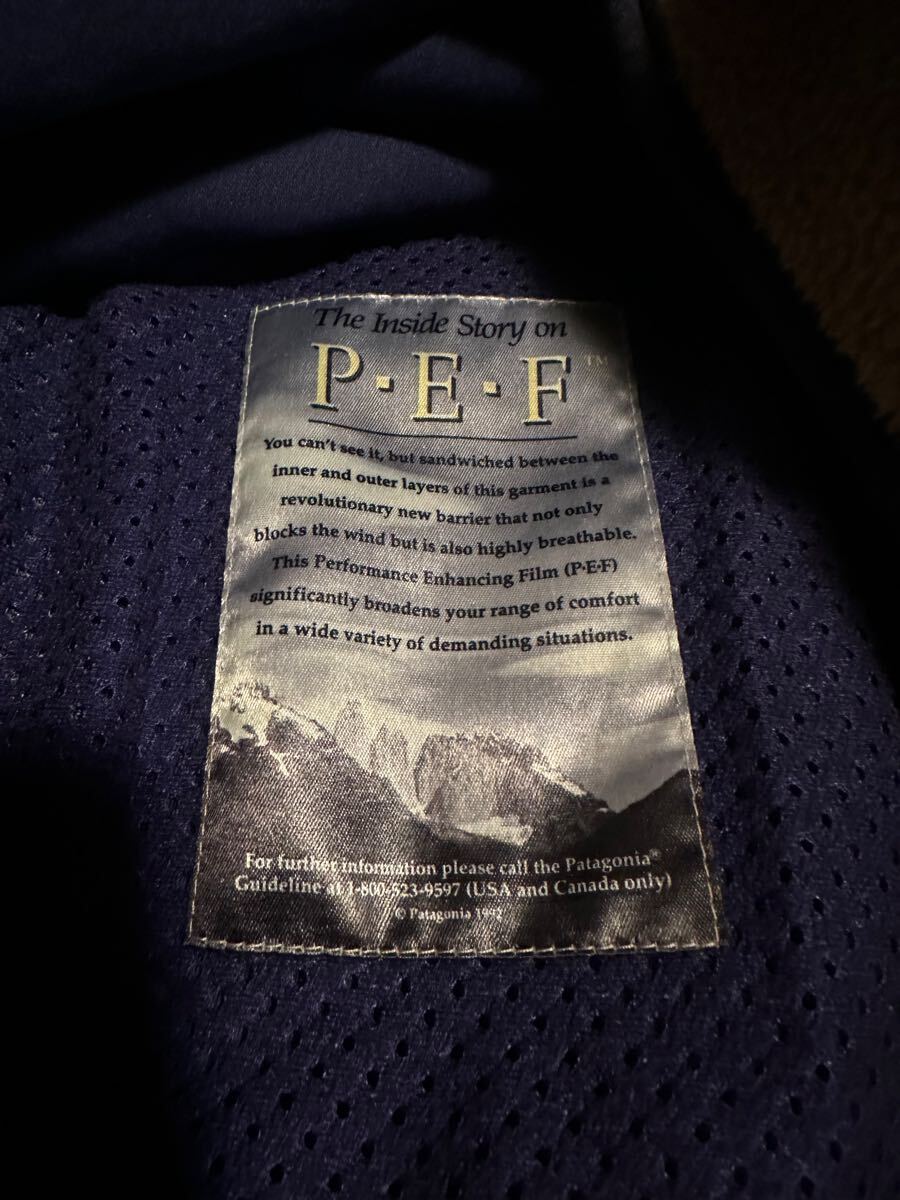 The Inside Story on
P·E·F™
You can't see it, but sandwiched between the
inner and outer layers of this garment is a
revolutionary new barrier that not only
blocks the wind but is also highly breathable.
This Performance Enhancing Film (P·E·F)
significantly broadens your range of comfort
in a wide variety of demanding situations.
For further information please call the Patagonia®
Guideline at 1-800-523-9597 (USA and Canada only)
© Patagonia 1992